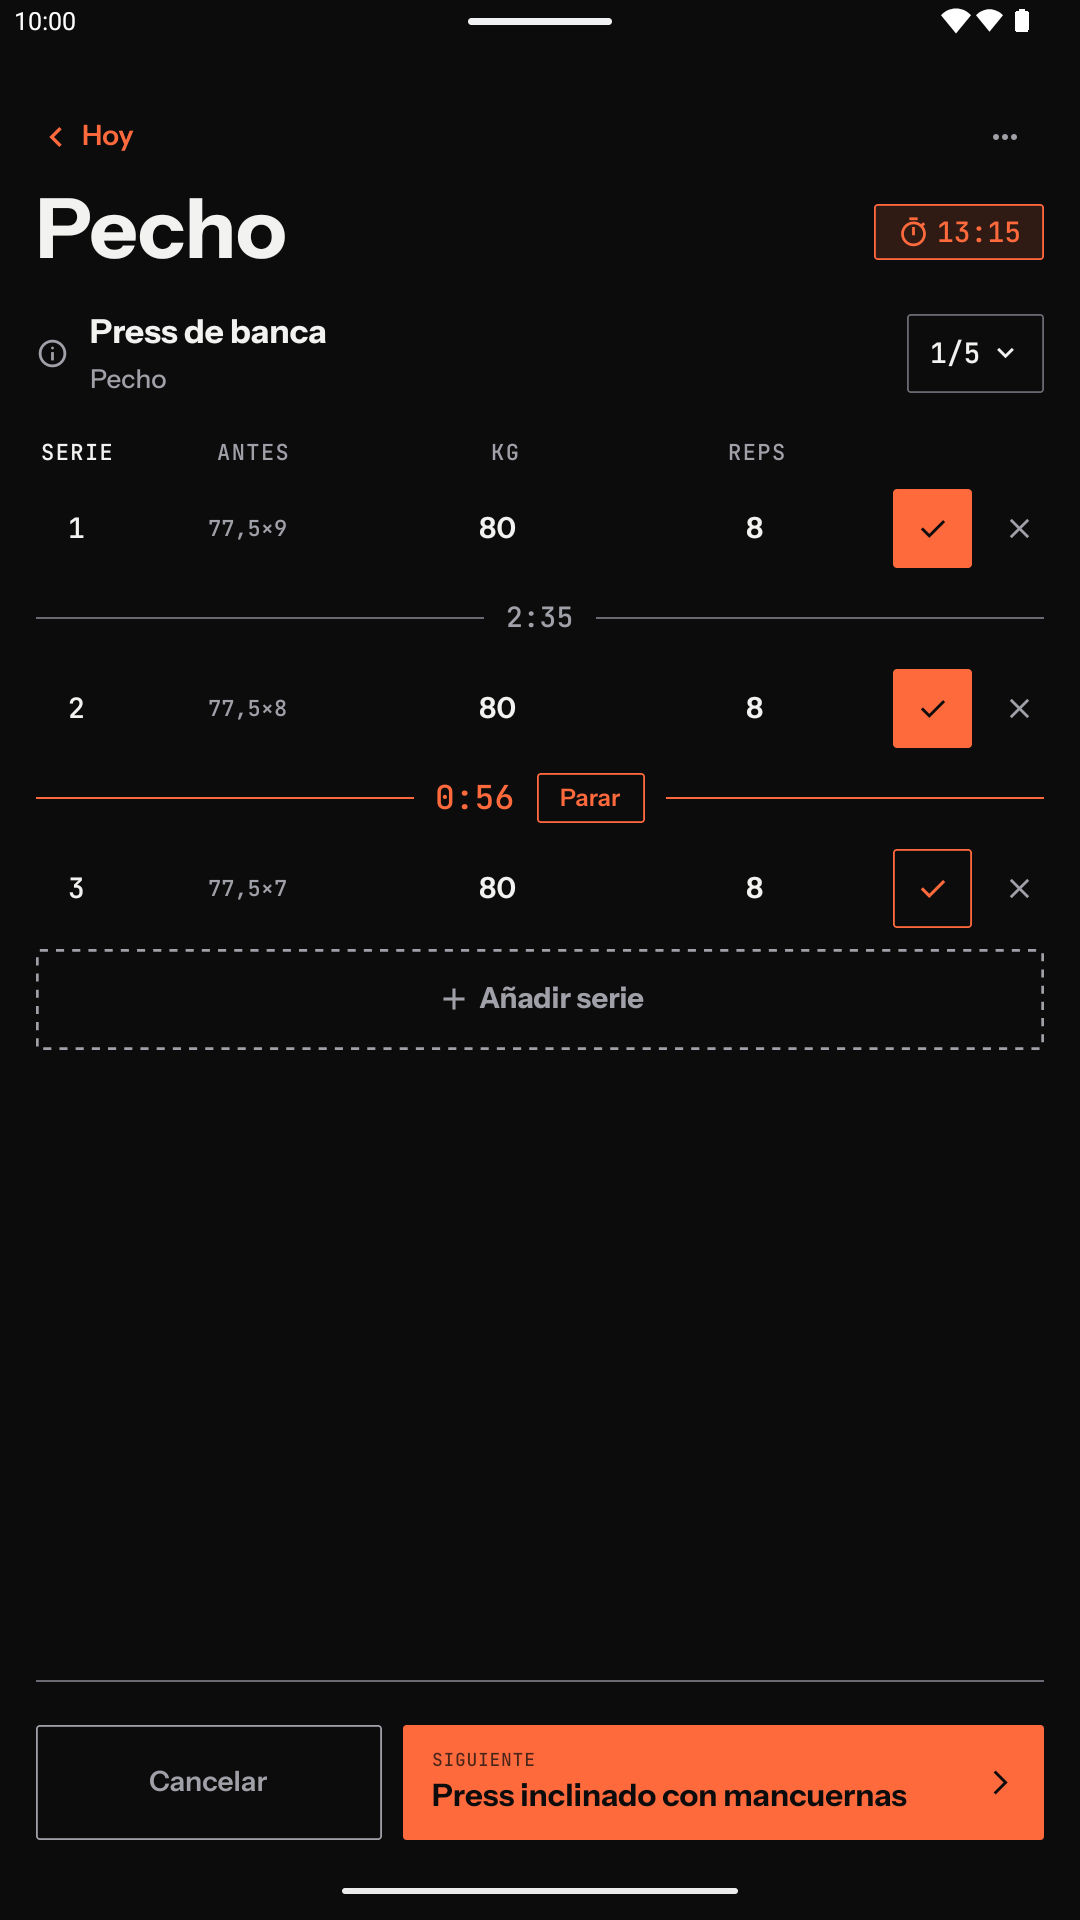 10:00
Hoy
Pecho
13:15
Press de banca
Pecho
1/5
SERIE ANTES KG REPS
1 77,5×9 80 8
2:35
2 77,5×8 80 8
0:56 Parar
3 77,5×7 80 8
+ Añadir serie
Cancelar
SIGUIENTE
Press inclinado con mancuernas